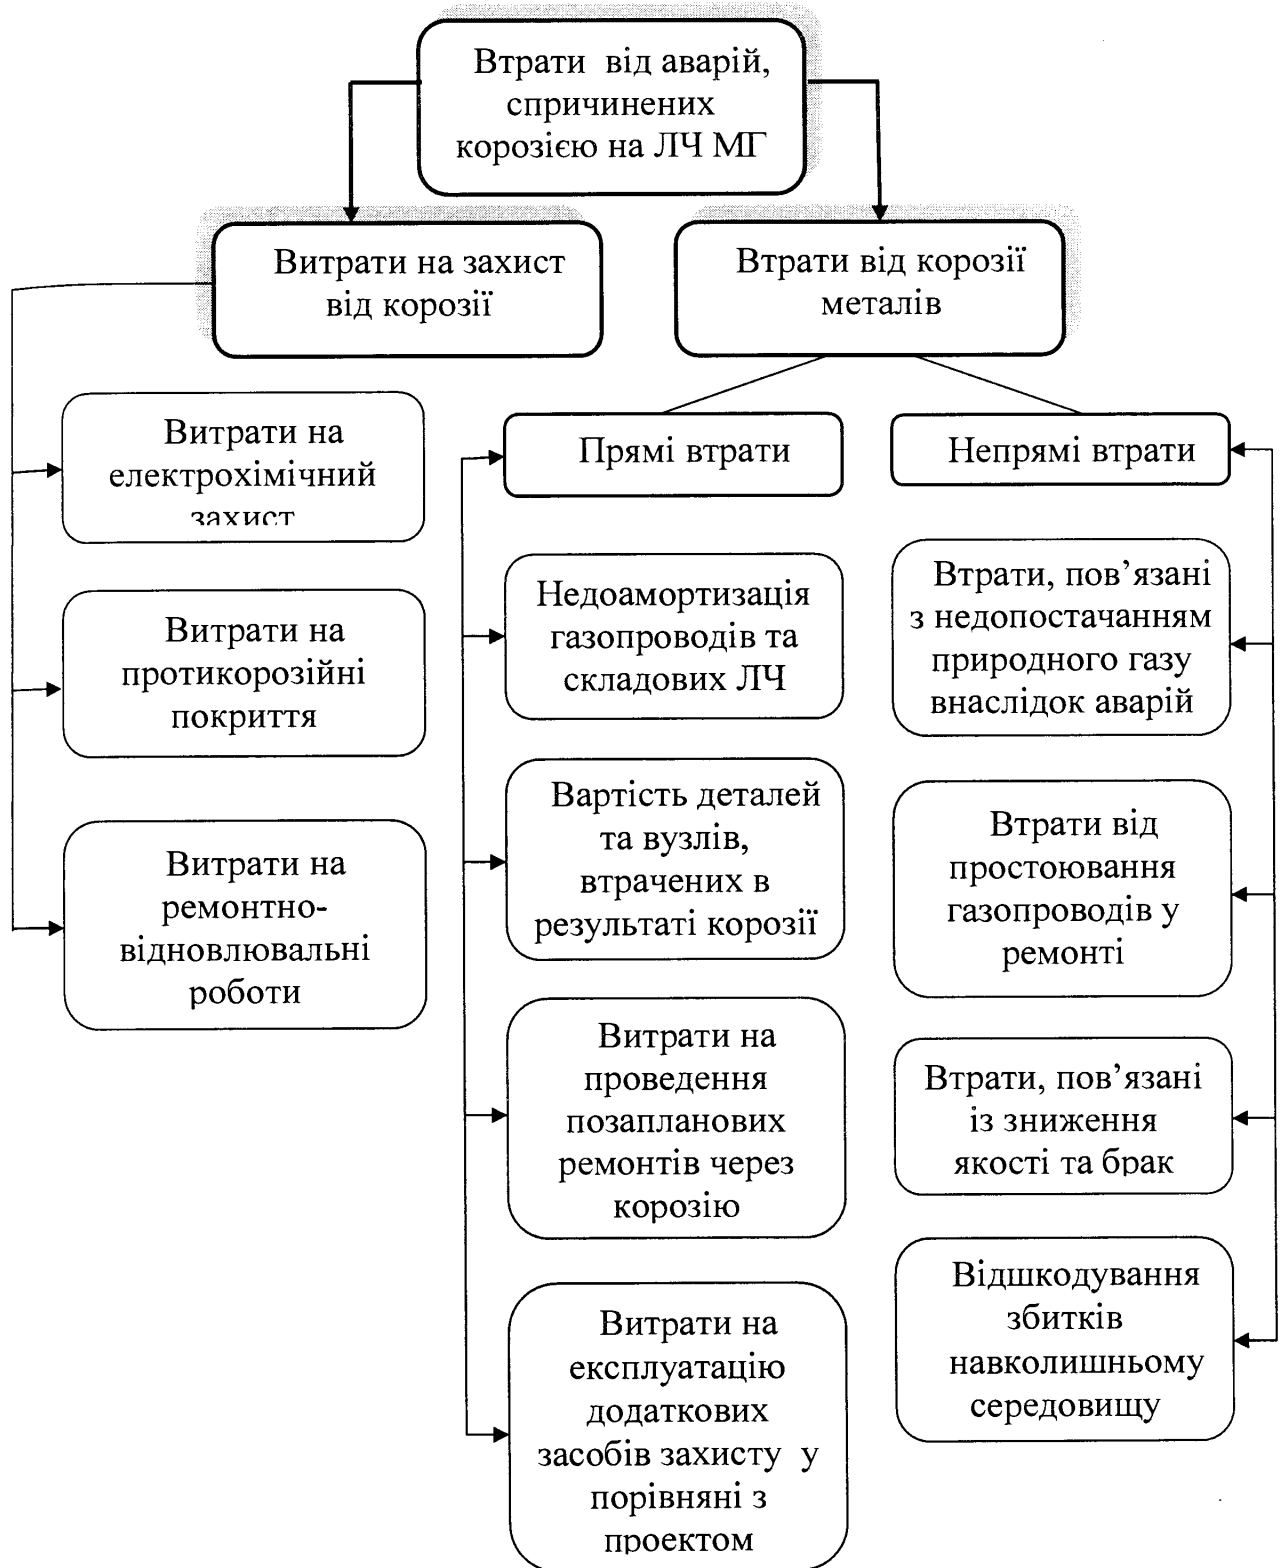 Втрати від аварій,
спричинених
корозією на ЛЧ МГ
Витрати на захист
від корозії
Втрати від корозії
металів
Витрати на
електрохімічний
захист
Витрати на
протикорозійні
покриття
Витрати на
ремонтно-
відновлювальні
роботи
Прямі втрати
Недоамортизація
газопроводів та
складових ЛЧ
Вартість деталей
та вузлів,
втрачених в
результаті корозії
Витрати на
проведення
позапланових
ремонтів через
корозію
Витрати на
експлуатацію
додаткових
засобів захисту у
порівняні з
проектом
Непрямі втрати
Втрати, пов’язані
з недопостачанням
природного газу
внаслідок аварій
Втрати від
простоювання
газопроводів у
ремонті
Втрати, пов’язані
із зниження
якості та брак
Відшкодування
збитків
навколишньому
середовищу